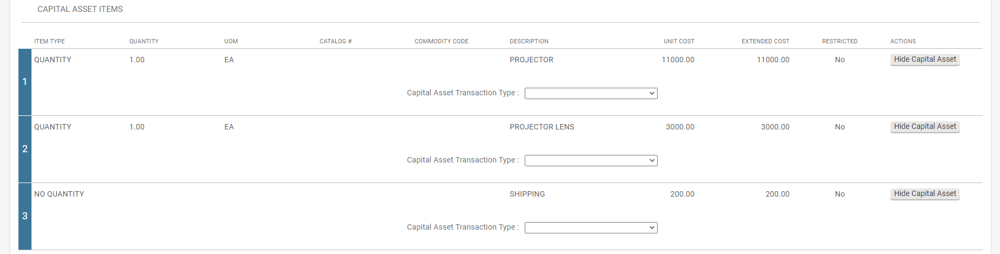 CAPITAL ASSET ITEMS
ITEM TYPE QUANTITY UOM CATALOG # COMMODITY CODE DESCRIPTION UNIT COST EXTENDED COST RESTRICTED ACTIONS
1 QUANTITY 1.00 EA PROJECTOR 11000.00 11000.00 No Hide Capital Asset
Capital Asset Transaction Type :
2 QUANTITY 1.00 EA PROJECTOR LENS 3000.00 3000.00 No Hide Capital Asset
Capital Asset Transaction Type :
3 NO QUANTITY SHIPPING 200.00 200.00 No Hide Capital Asset
Capital Asset Transaction Type :